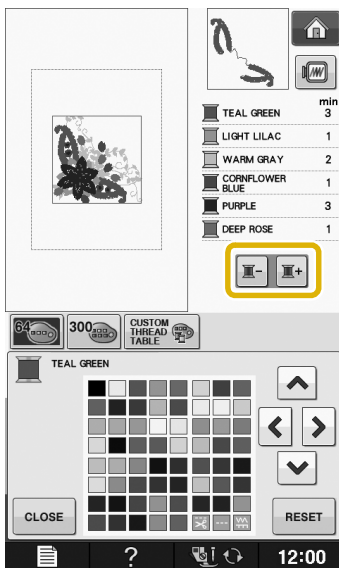 min
TEAL GREEN 3
LIGHT LILAC 1
WARM GRAY 2
CORNFLOWER
BLUE 1
PURPLE 3
DEEP ROSE 1
- +
64 300 CUSTOM
THREAD
TABLE
TEAL GREEN
CLOSE RESET
? 12:00